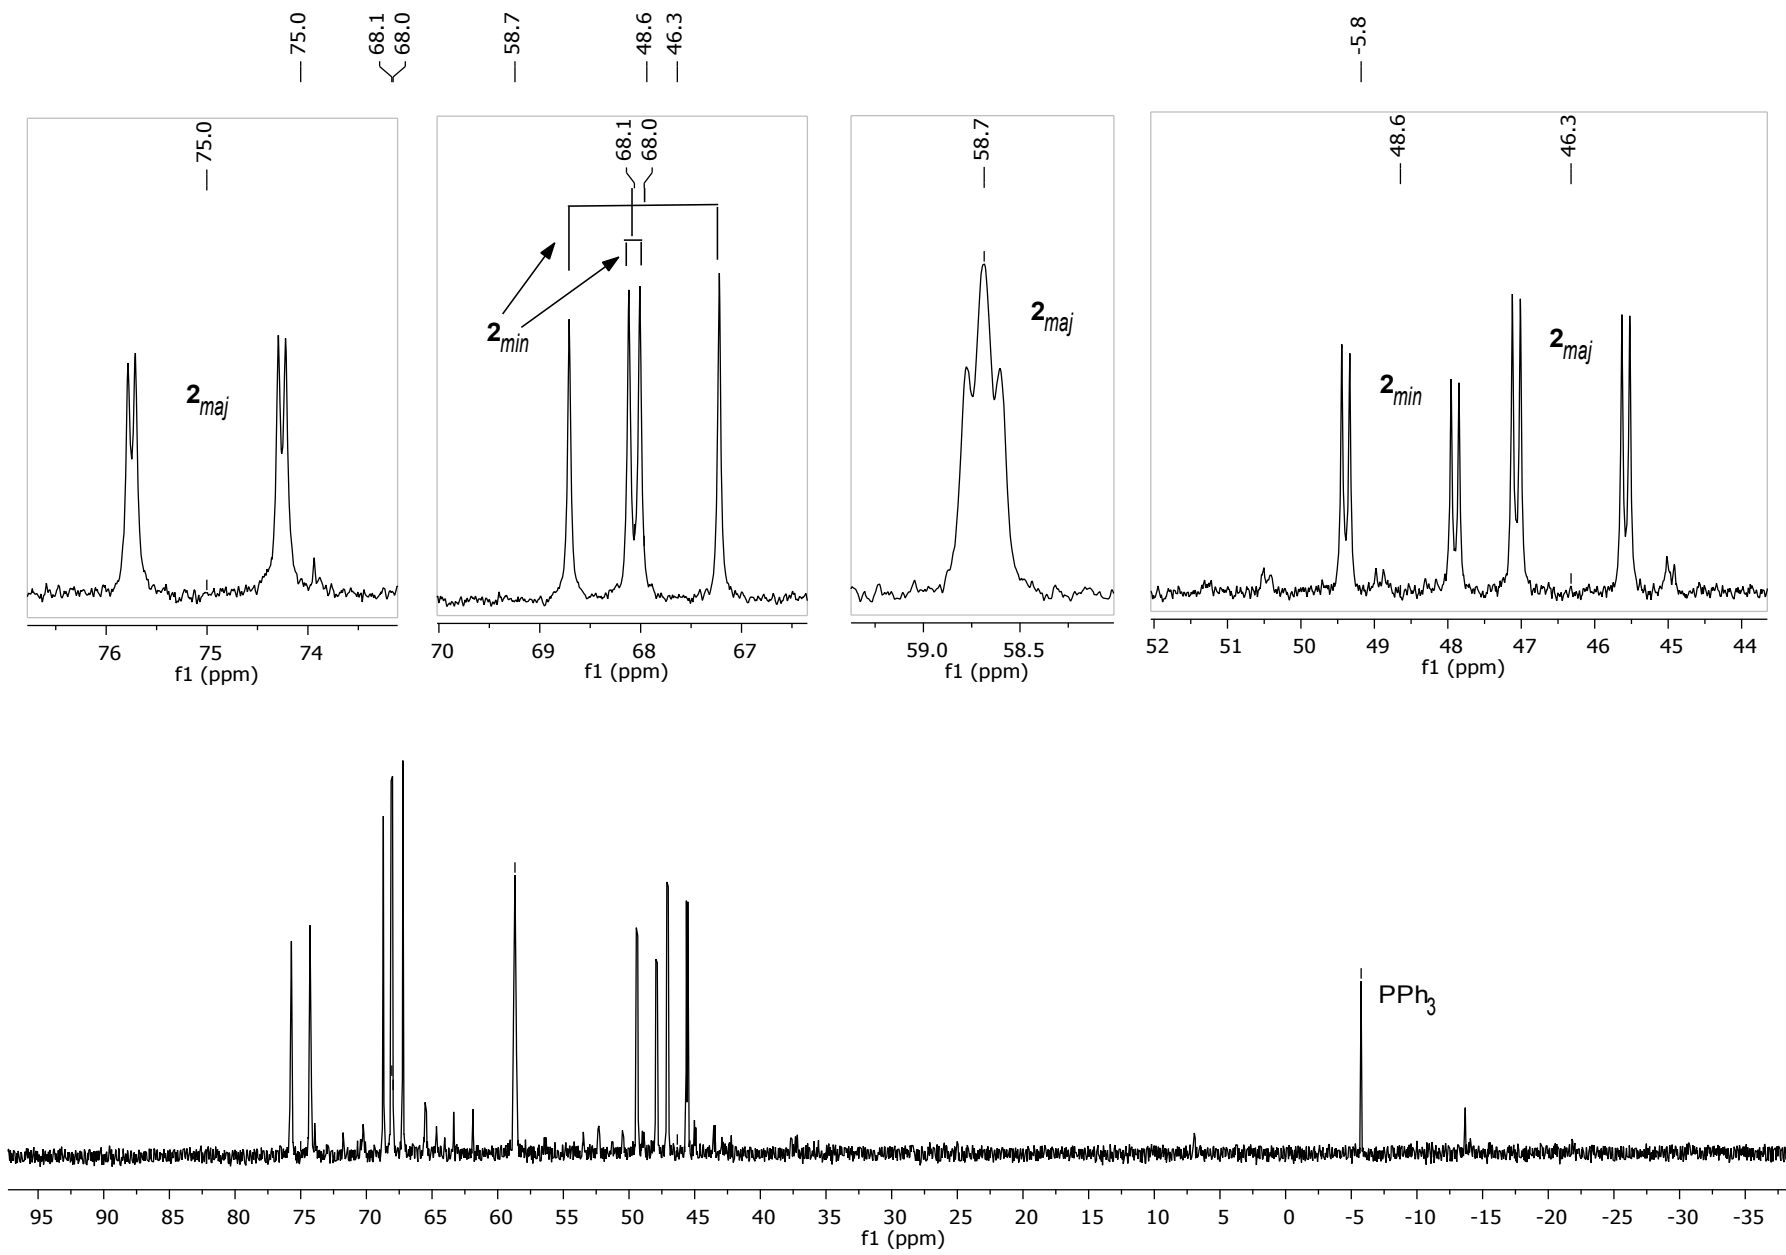 75.0 68.1 68.0 58.7 48.6 46.3 -5.8
75.0
68.1 68.0
58.7
48.6 46.3
2maj
2min
2maj
2min
2maj
76 75 74
f1 (ppm)
70 69 68 67
f1 (ppm)
59.0 58.5
f1 (ppm)
52 51 50 49 48 47 46 45 44
f1 (ppm)
PPh3
95 90 85 80 75 70 65 60 55 50 45 40 35 30 25 20 15 10 5 0 -5 -10 -15 -20 -25 -30 -35
f1 (ppm)